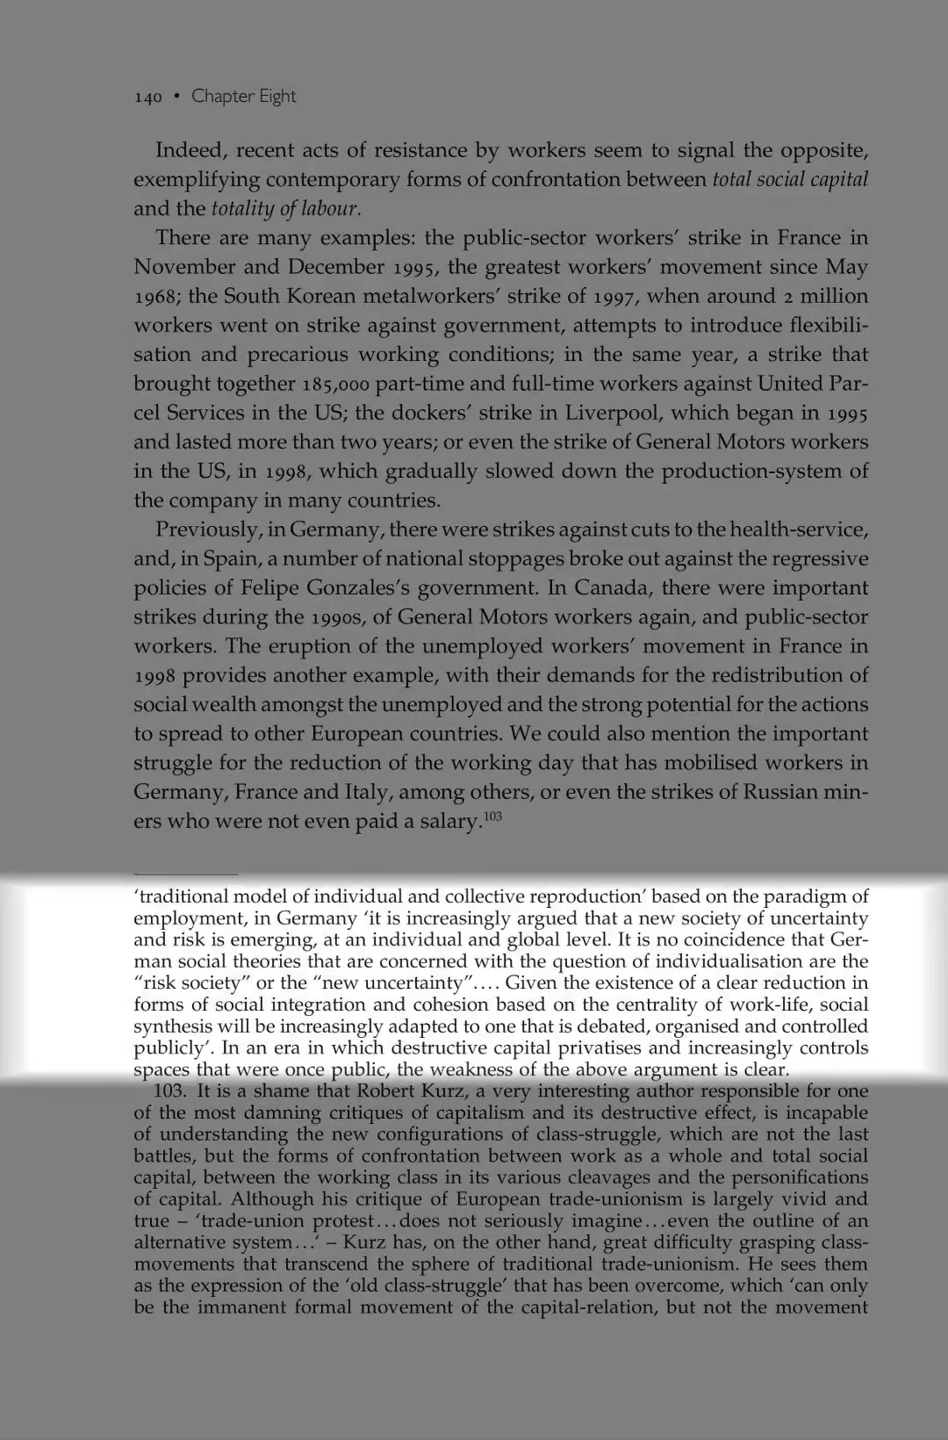 140 • Chapter Eight
Indeed, recent acts of resistance by workers seem to signal the opposite,
exemplifying contemporary forms of confrontation between total social capital
and the totality of labour.
There are many examples: the public-sector workers’ strike in France in
November and December 1995, the greatest workers’ movement since May
1968; the South Korean metalworkers’ strike of 1997, when around 2 million
workers went on strike against government, attempts to introduce flexibili-
sation and precarious working conditions; in the same year, a strike that
brought together 185,000 part-time and full-time workers against United Par-
cel Services in the US; the dockers’ strike in Liverpool, which began in 1995
and lasted more than two years; or even the strike of General Motors workers
in the US, in 1998, which gradually slowed down the production-system of
the company in many countries.
Previously, in Germany, there were strikes against cuts to the health-service,
and, in Spain, a number of national stoppages broke out against the regressive
policies of Felipe Gonzales’s government. In Canada, there were important
strikes during the 1990s, of General Motors workers again, and public-sector
workers. The eruption of the unemployed workers’ movement in France in
1998 provides another example, with their demands for the redistribution of
social wealth amongst the unemployed and the strong potential for the actions
to spread to other European countries. We could also mention the important
struggle for the reduction of the working day that has mobilised workers in
Germany, France and Italy, among others, or even the strikes of Russian min-
ers who were not even paid a salary.103
‘traditional model of individual and collective reproduction’ based on the paradigm of
employment, in Germany ‘it is increasingly argued that a new society of uncertainty
and risk is emerging, at an individual and global level. It is no coincidence that Ger-
man social theories that are concerned with the question of individualisation are the
“risk society” or the “new uncertainty”.... Given the existence of a clear reduction in
forms of social integration and cohesion based on the centrality of work-life, social
synthesis will be increasingly adapted to one that is debated, organised and controlled
publicly’. In an era in which destructive capital privatises and increasingly controls
spaces that were once public, the weakness of the above argument is clear.
103. It is a shame that Robert Kurz, a very interesting author responsible for one
of the most damning critiques of capitalism and its destructive effect, is incapable
of understanding the new configurations of class-struggle, which are not the last
battles, but the forms of confrontation between work as a whole and total social
capital, between the working class in its various cleavages and the personifications
of capital. Although his critique of European trade-unionism is largely vivid and
true – ‘trade-union protest...does not seriously imagine...even the outline of an
alternative system...‘ – Kurz has, on the other hand, great difficulty grasping class-
movements that transcend the sphere of traditional trade-unionism. He sees them
as the expression of the ‘old class-struggle’ that has been overcome, which ‘can only
be the immanent formal movement of the capital-relation, but not the movement